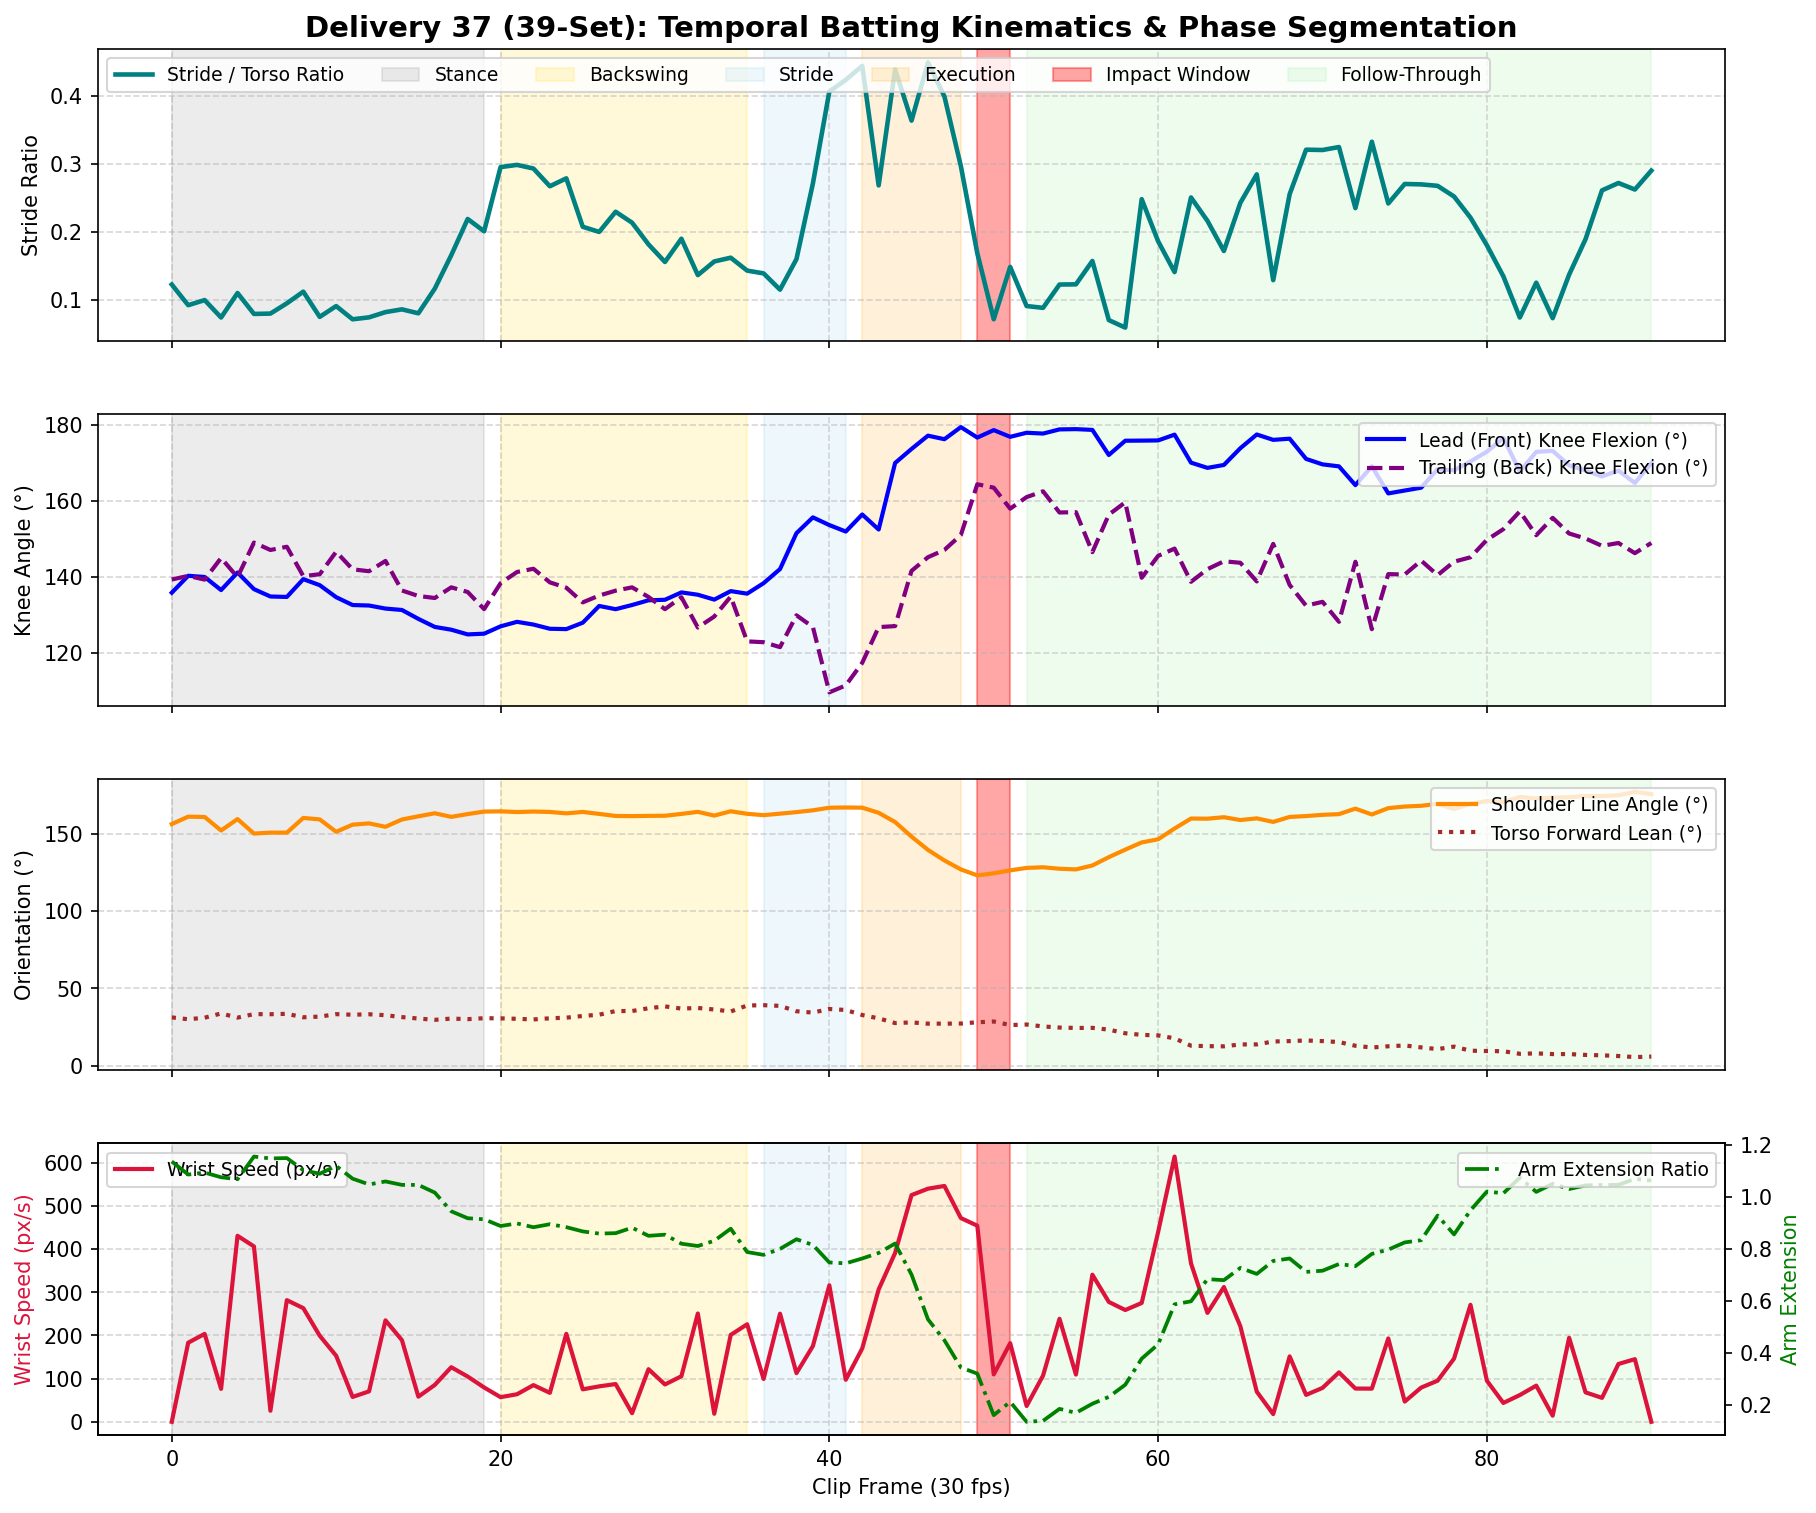 Delivery 37 (39-Set): Temporal Batting Kinematics & Phase Segmentation
Stride / Torso Ratio
Stance
Backswing
Stride
Execution
Impact Window
Follow-Through
Stride Ratio
0.4
0.3
0.2
0.1
Lead (Front) Knee Flexion (°)
Trailing (Back) Knee Flexion (°)
Knee Angle (°)
180
160
140
120
Shoulder Line Angle (°)
Torso Forward Lean (°)
Orientation (°)
150
100
50
0
Wrist Speed (px/s)
Arm Extension Ratio
Wrist Speed (px/s)
600
500
400
300
200
100
0
1.2
1.0
0.8
0.6
0.4
0.2
Arm Extension
0
20
40
60
80
Clip Frame (30 fps)